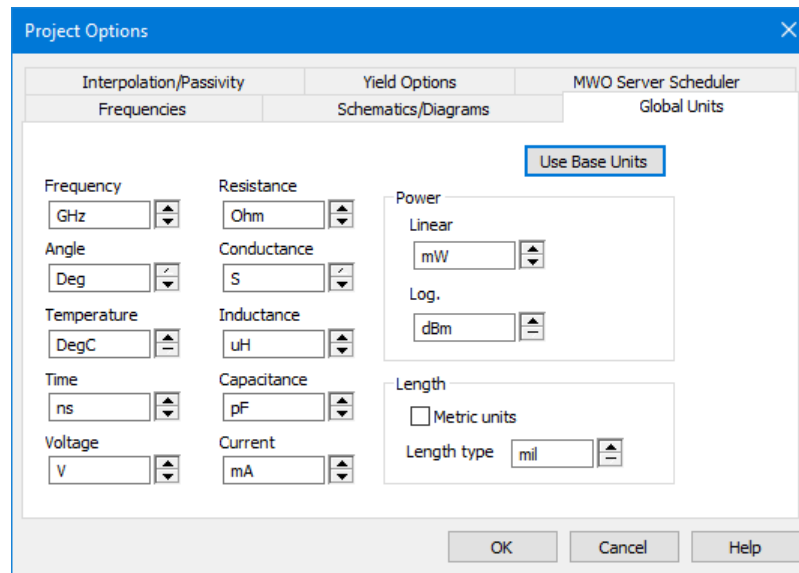 Project Options
Interpolation/Passivity Yield Options MWO Server Scheduler
Frequencies Schematics/Diagrams Global Units
Use Base Units
Frequency Resistance
GHz Ohm
Angle Conductance
Deg S
Temperature Inductance
DegC uH
Time Capacitance
ns pF
Voltage Current
V mA
Power
Linear
mW
Log.
dBm
Length
Metric units
Length type mil
OK Cancel Help